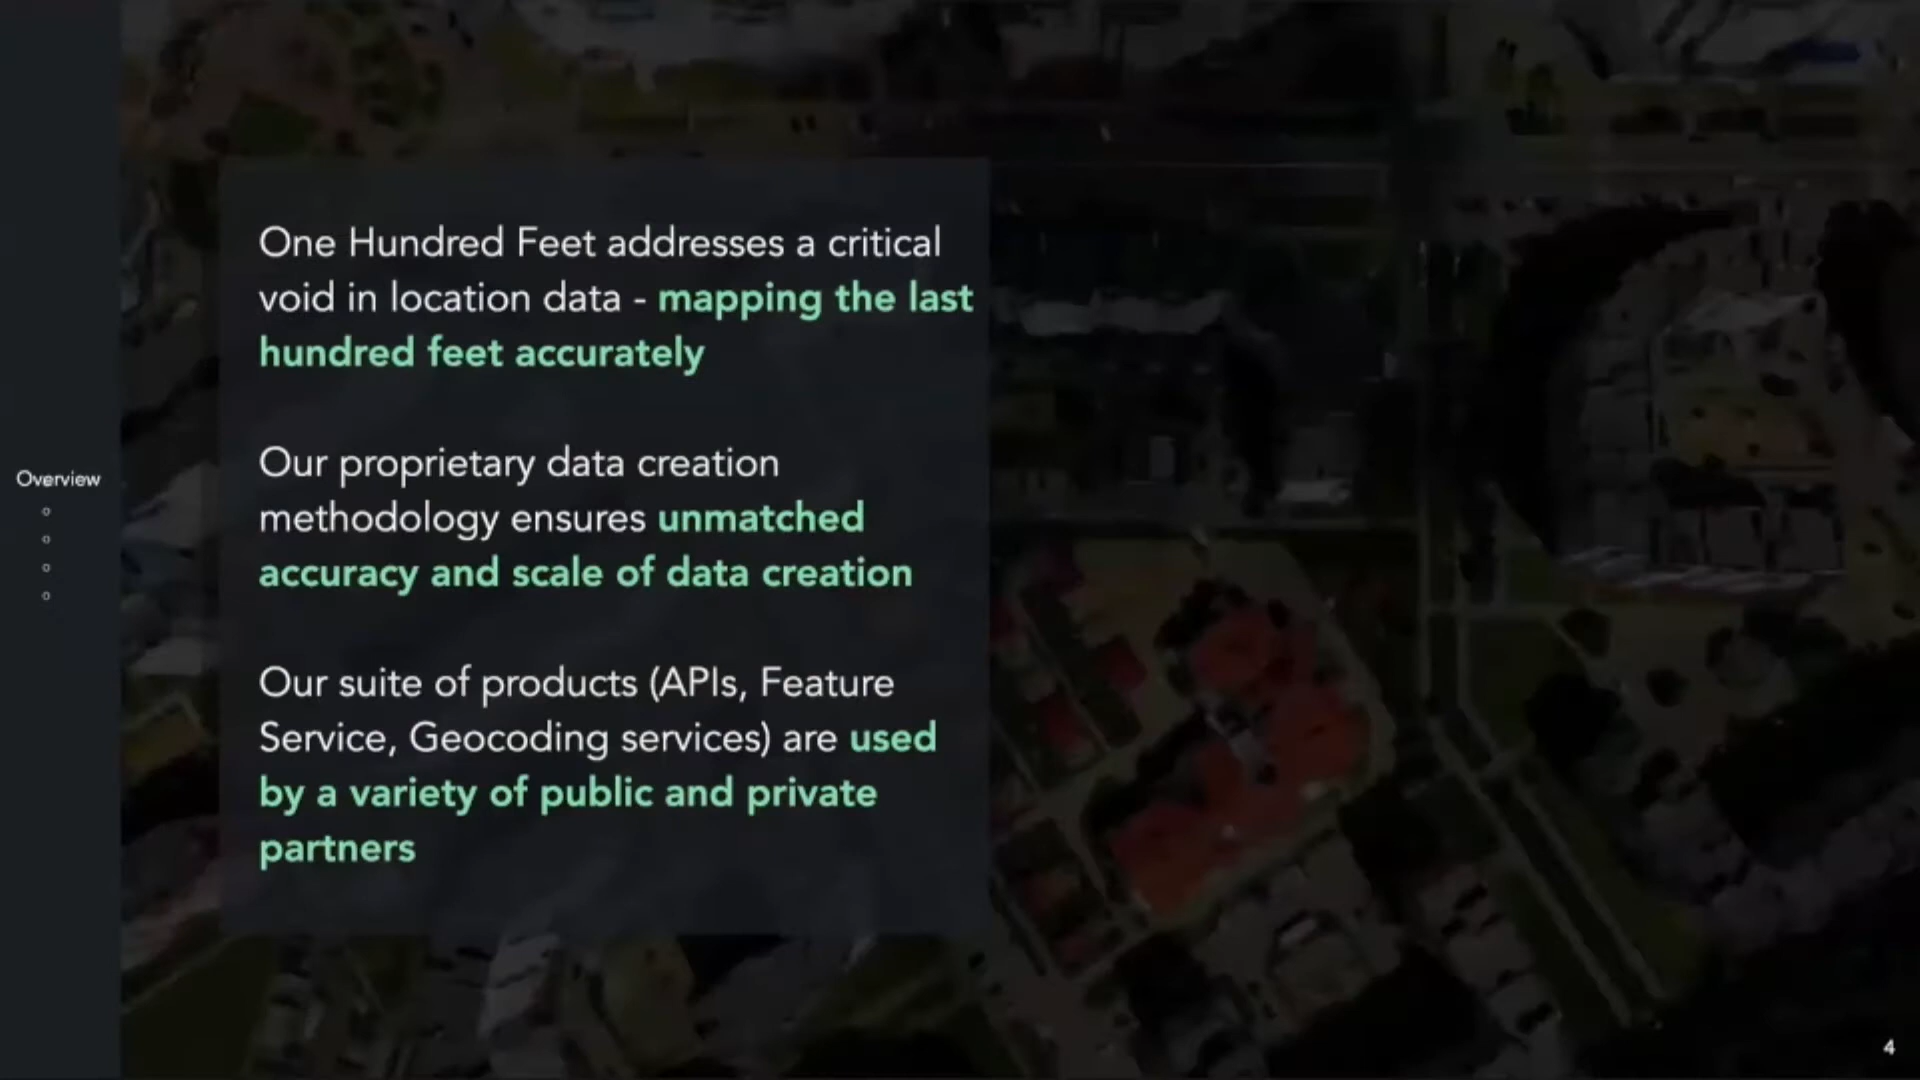 One Hundred Feet addresses a critical
void in location data - mapping the last
hundred feet accurately
Our proprietary data creation
methodology ensures unmatched
accuracy and scale of data creation
Our suite of products (APIs, Feature
Service, Geocoding services) are used
by a variety of public and private
partners
Overview
4